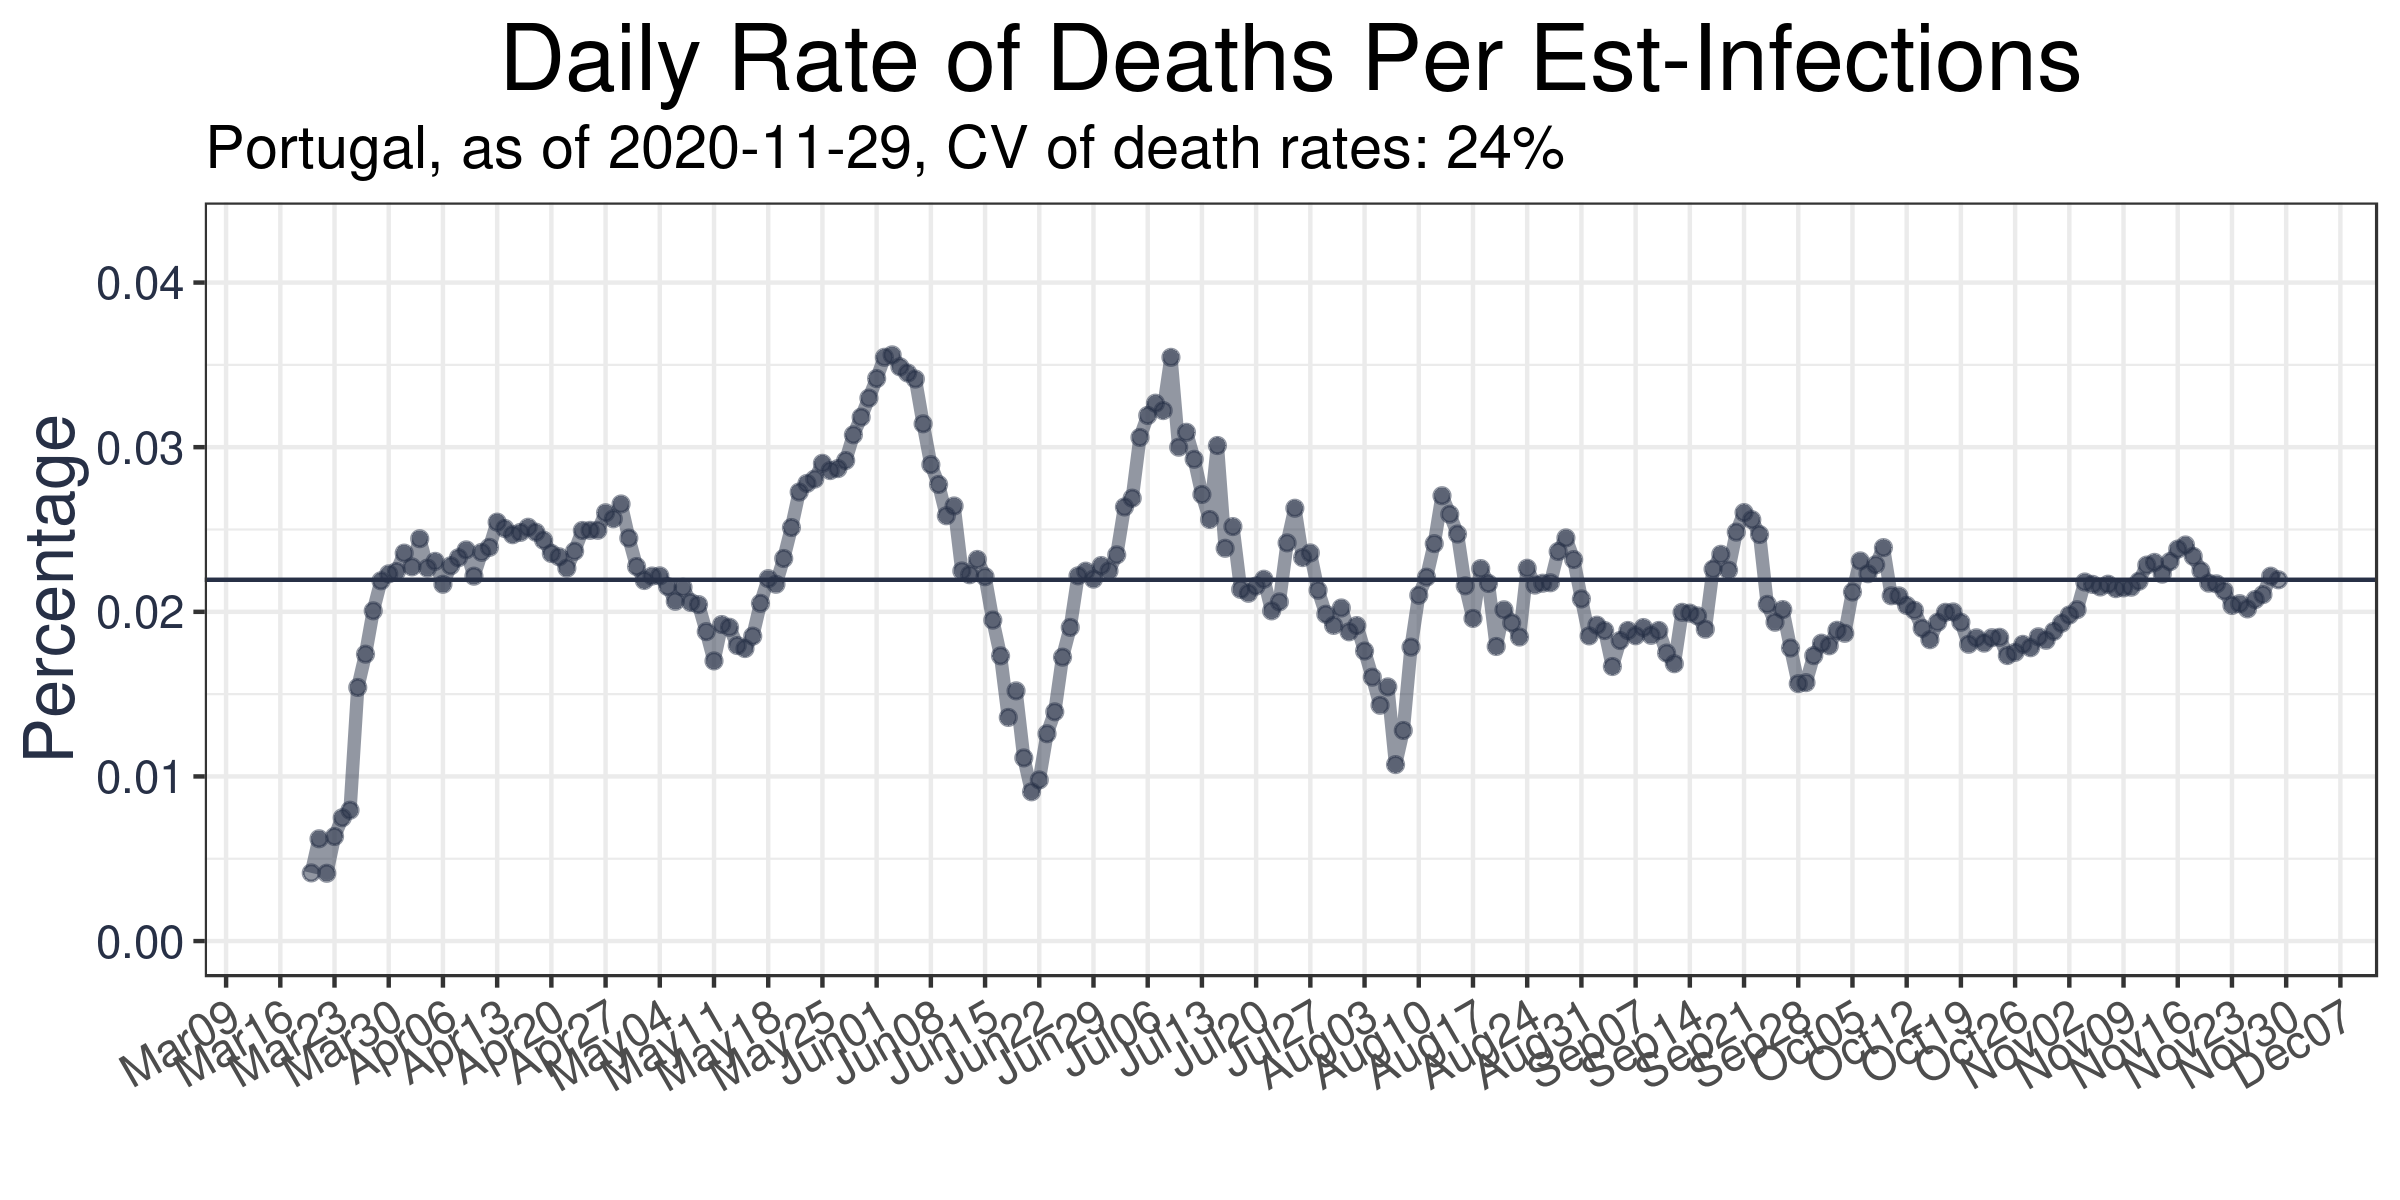 Daily Rate of Deaths Per Est-Infections
Portugal, as of 2020-11-29, CV of death rates: 24%
Percentage
0.04
0.03
0.02
0.01
0.00
Mar09
Mar16
Mar23
Mar30
Apr06
Apr13
Apr20
Apr27
May04
May11
May18
May25
Jun01
Jun08
Jun15
Jun22
Jun29
Jul06
Jul13
Jul20
Jul27
Aug03
Aug10
Aug17
Aug24
Aug31
Sep07
Sep14
Sep21
Sep28
Oct05
Oct12
Oct19
Oct26
Nov02
Nov09
Nov16
Nov23
Nov30
Dec07